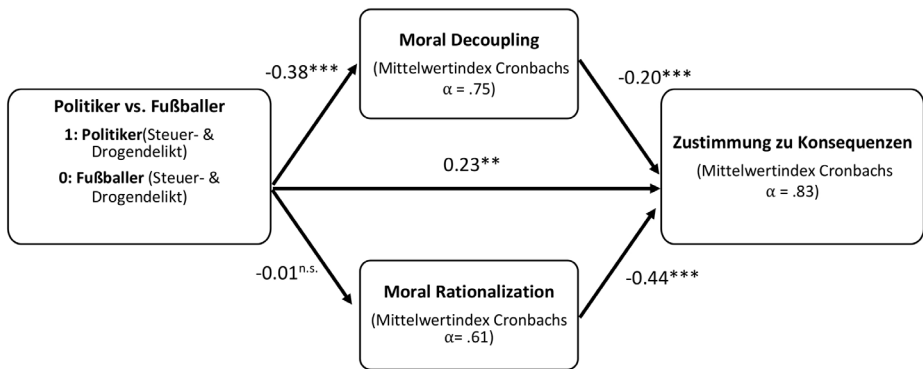 Moral Decoupling
(Mittelwertindex Cronbachs
α = .75)
-0.38***
-0.20***
Politiker vs. Fußballer
1: Politiker(Steuer- &
Drogendelikt)
0: Fußballer (Steuer- &
Drogendelikt)
0.23**
Zustimmung zu Konsequenzen
(Mittelwertindex Cronbachs
α = .83)
-0.01n.s.
-0.44***
Moral Rationalization
(Mittelwertindex Cronbachs
α= .61)